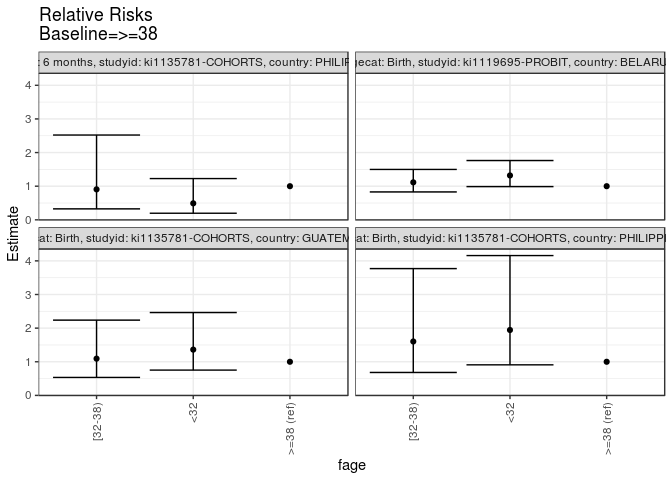 Relative Risks
Baseline=>=38
: 6 months, studyid: ki1135781-COHORTS, country: PHILIP
jecat: Birth, studyid: ki1119695-PROBIT, country: BELARU
4
3
2
1
0
at: Birth, studyid: ki1135781-COHORTS, country: GUATEM
at: Birth, studyid: ki1135781-COHORTS, country: PHILIPPI
4
3
2
1
0
Estimate
[32-38)
<32
>=38 (ref)
[32-38)
<32
>=38 (ref)
fage